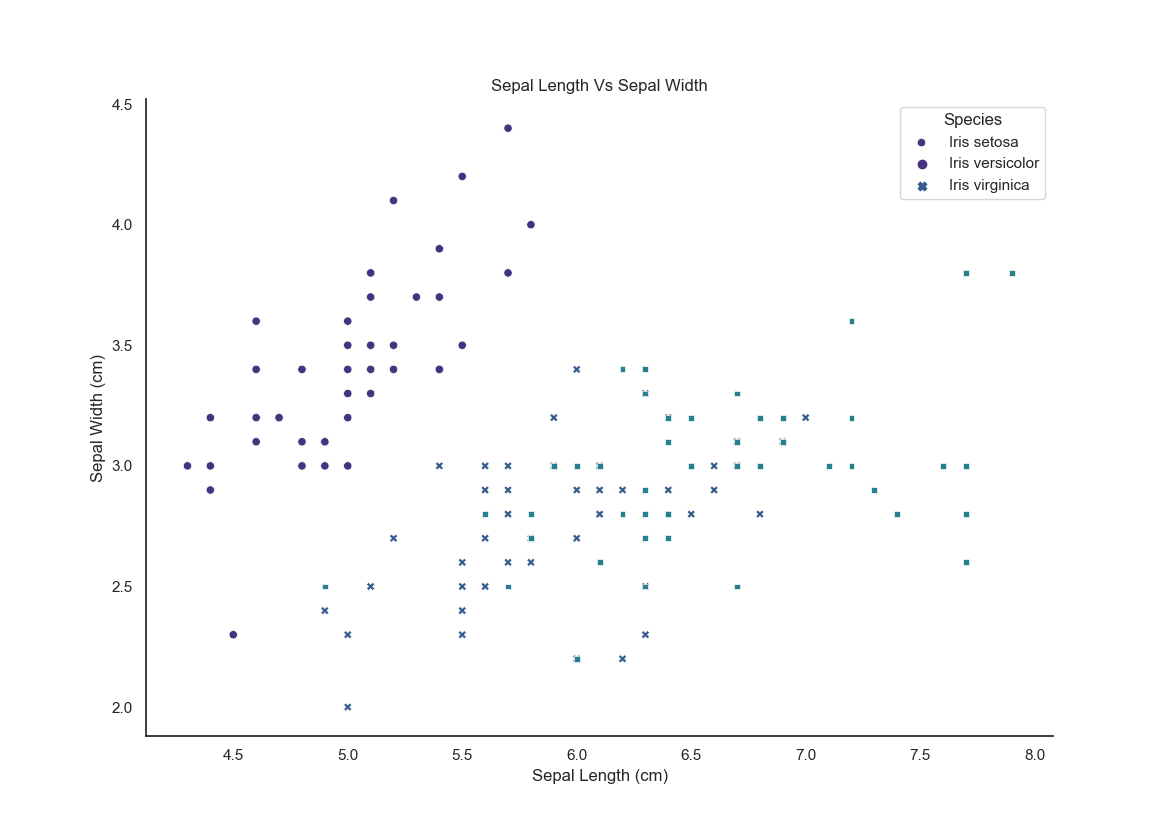 Sepal Length Vs Sepal Width
4.5
4.0
3.5
3.0
2.5
2.0
Sepal Width (cm)
Species
Iris setosa
Iris versicolor
Iris virginica
4.5 5.0 5.5 6.0 6.5 7.0 7.5 8.0
Sepal Length (cm)